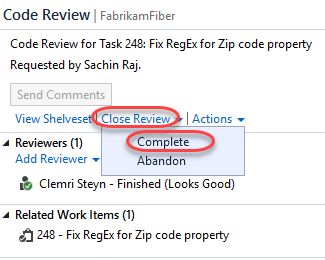 Code Review | FabrikamFiber
Code Review for Task 248: Fix RegEx for Zip code property
Requested by Sachin Raj.
Send Comments
View Shelveset | Close Review | Actions
Complete
Abandon
Reviewers (1)
Add Reviewer
Clemri Steyn - Finished (Looks Good)
Related Work Items (1)
248 - Fix RegEx for Zip code property